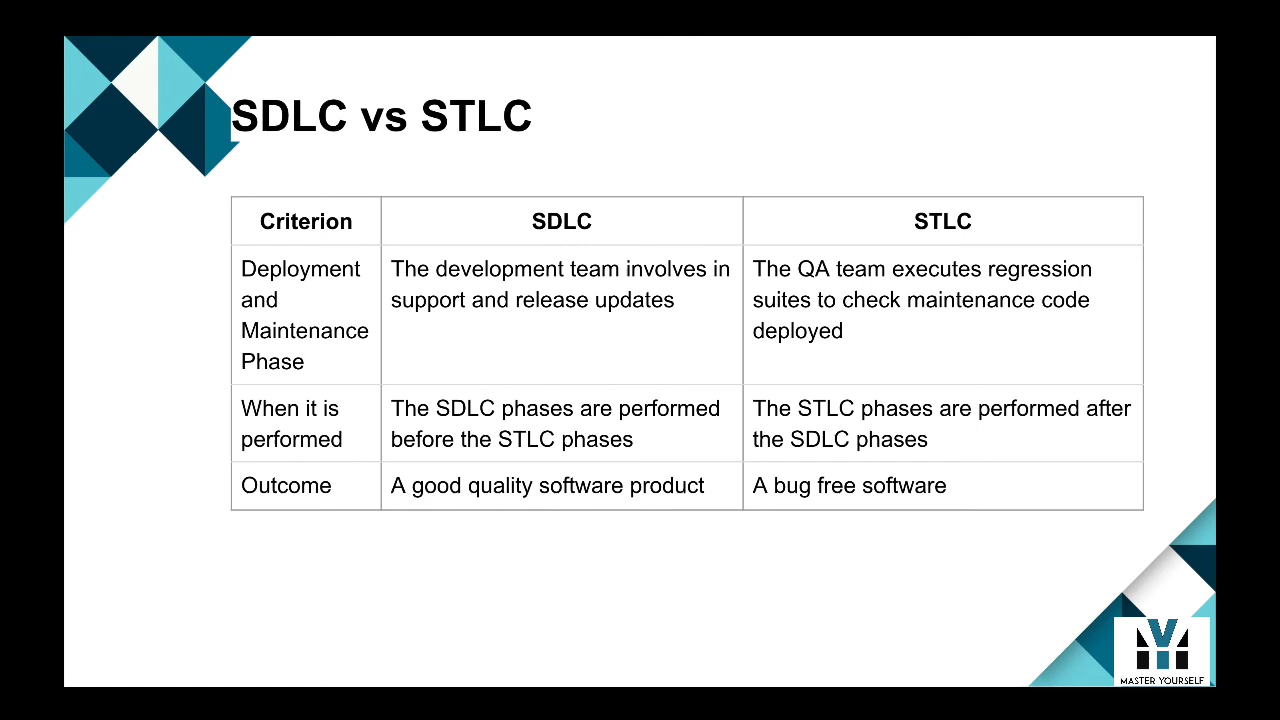 SDLC vs STLC
Criterion SDLC STLC
Deployment
and
Maintenance
Phase
The development team involves in
support and release updates
The QA team executes regression
suites to check maintenance code
deployed
When it is
performed
The SDLC phases are performed
before the STLC phases
The STLC phases are performed after
the SDLC phases
Outcome
A good quality software product
A bug free software
MASTER YOURSELF